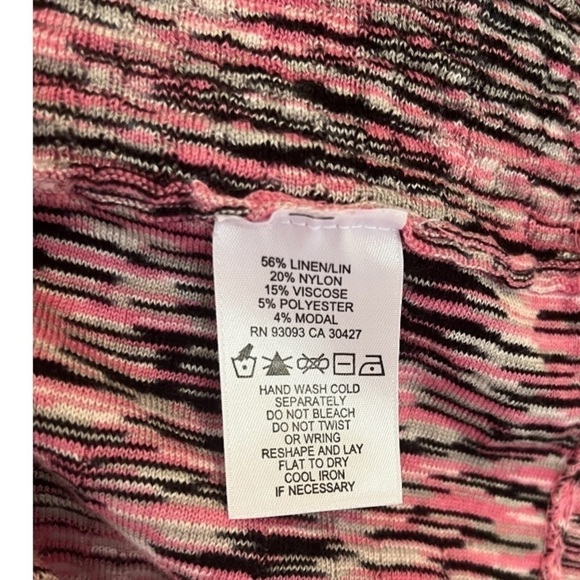 56% LINEN/LIN
20% NYLON
15% VISCOSE
5% POLYESTER
4% MODAL
RN 93093 CA 30427
HAND WASH COLD
SEPARATELY
DO NOT BLEACH
DO NOT TWIST
OR WRING
RESHAPE AND LAY
FLAT TO DRY
COOL IRON
IF NECESSARY